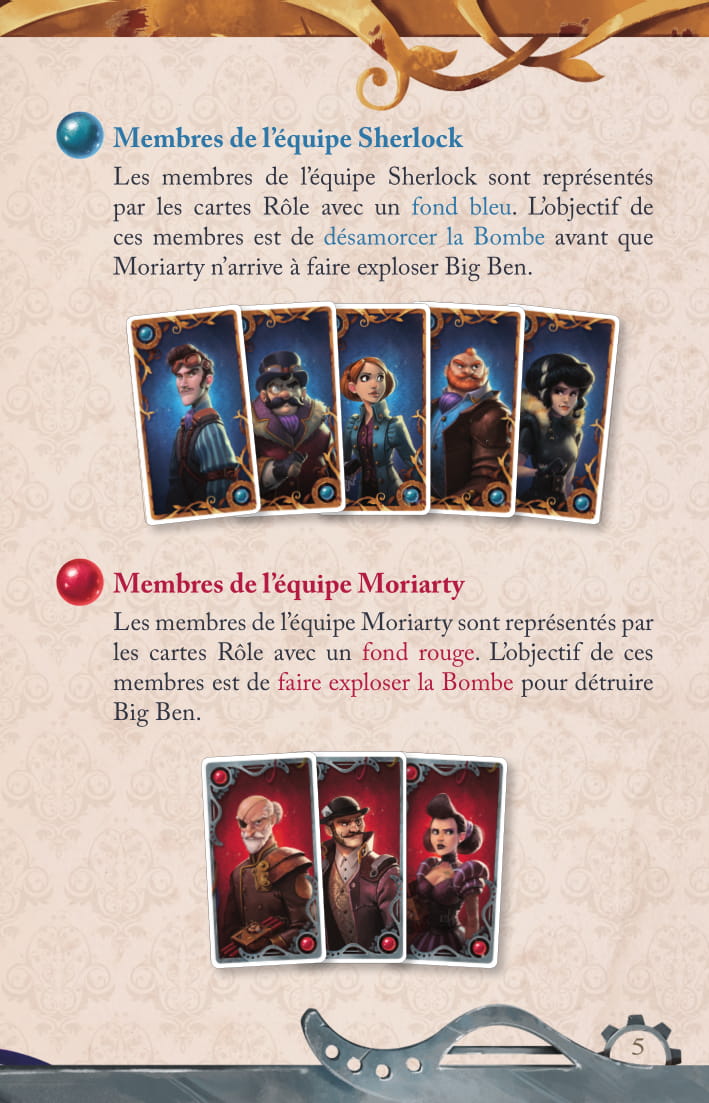 Membres de l’équipe Sherlock
Les membres de l’équipe Sherlock sont représentés
par les cartes Rôle avec un fond bleu. L’objectif de
ces membres est de désamorcer la Bombe avant que
Moriarty n’arrive à faire exploser Big Ben.
Membres de l’équipe Moriarty
Les membres de l’équipe Moriarty sont représentés par
les cartes Rôle avec un fond rouge. L’objectif de ces
membres est de faire exploser la Bombe pour détruire
Big Ben.
5